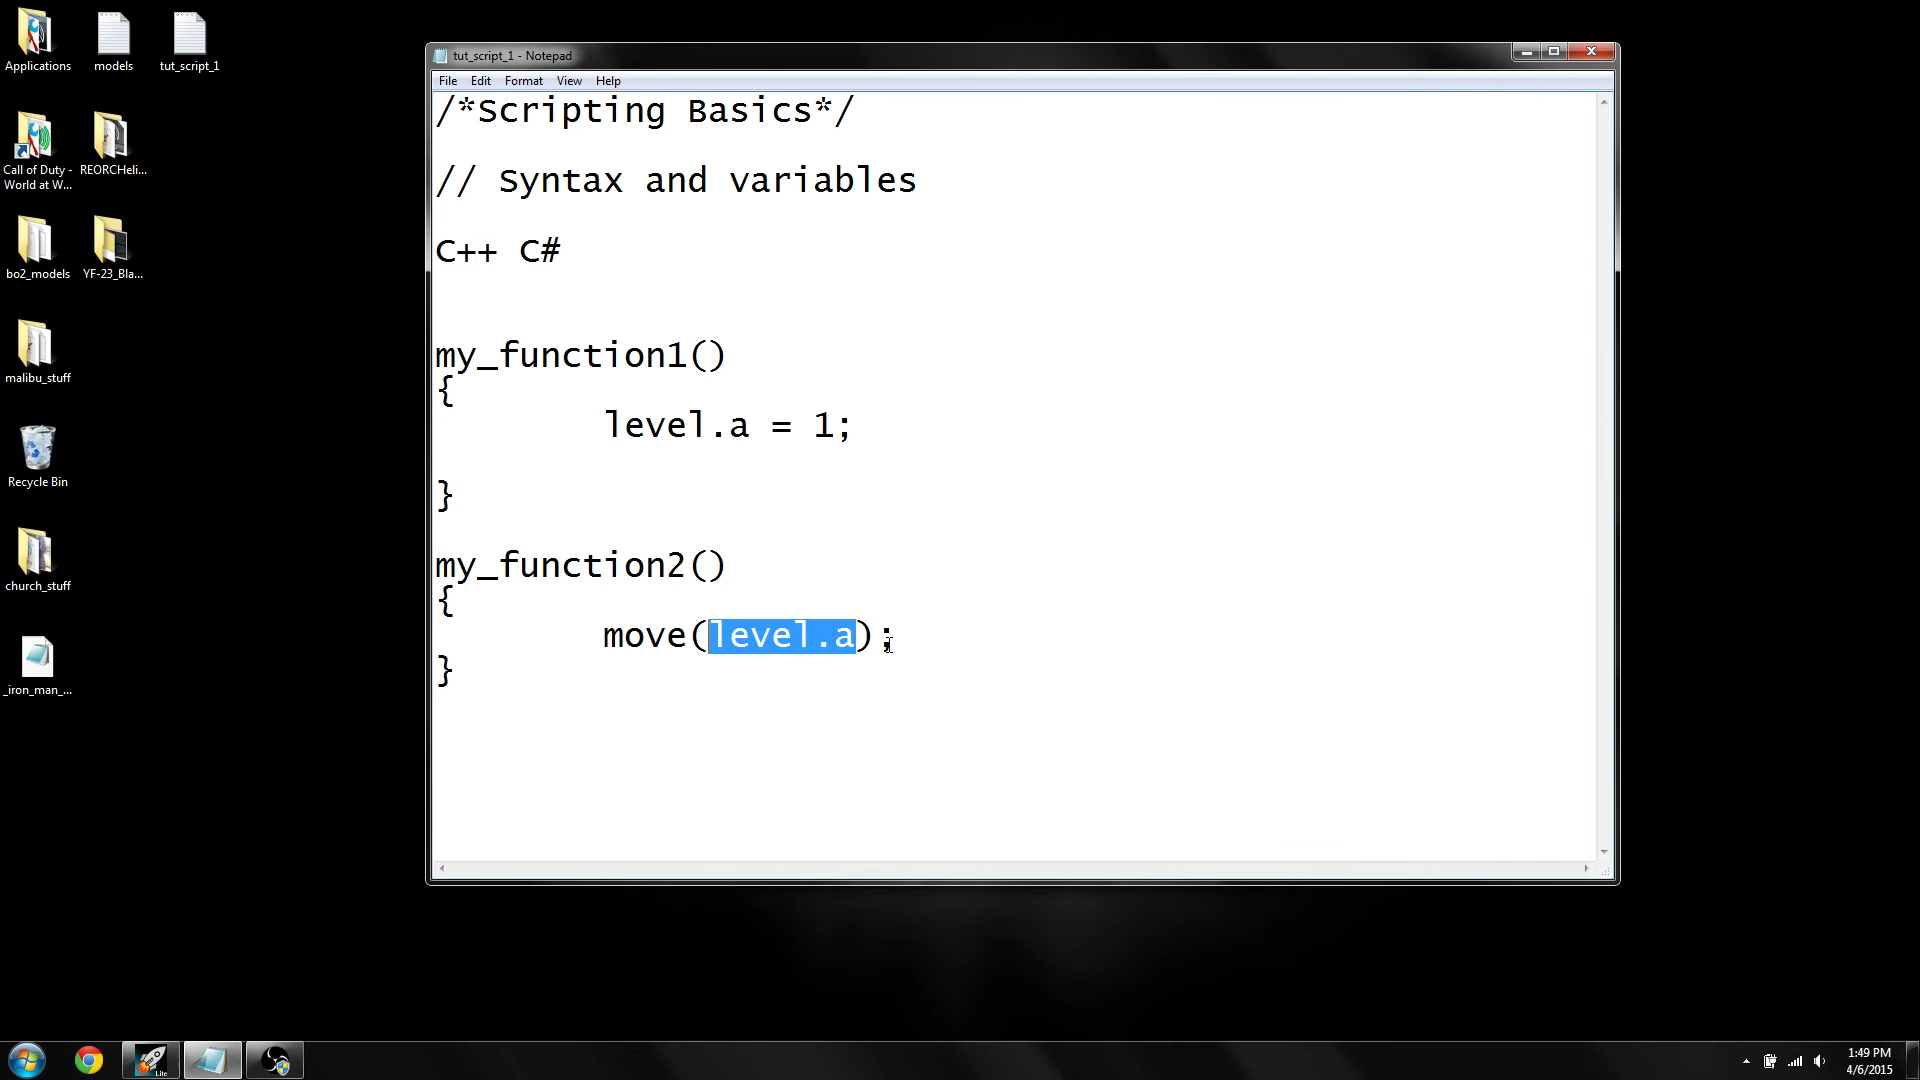 Applications
models
tut_script_1
Call of Duty -
World at W...
REORCHeli...
bo2_models
YF-23_Bla...
malibu_stuff
Recycle Bin
church_stuff
_iron_man_...
tut_script_1 - Notepad
File Edit Format View Help
/*Scripting Basics*/
// Syntax and variables
C++ C#
my_function1()
{
level.a = 1;
}
my_function2()
{
move(level.a);
}
Lite
1:49 PM
4/6/2015